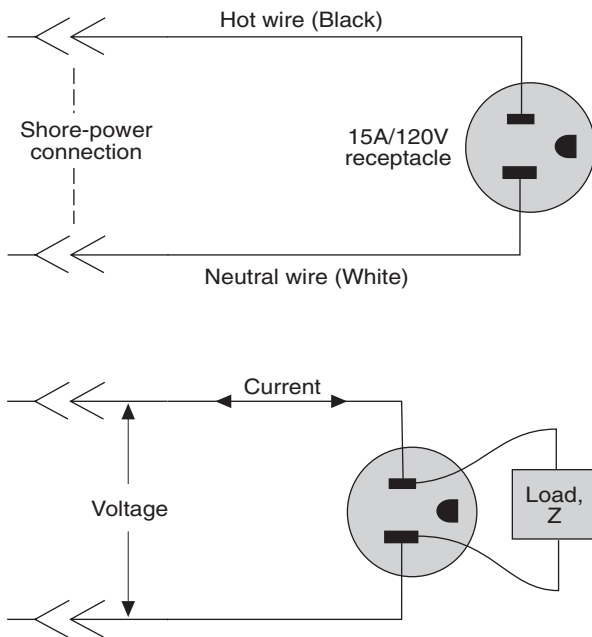 Hot wire (Black)
Shore-power
connection
15A/120V
receptacle
Neutral wire (White)
Current
Voltage
Load,
Z